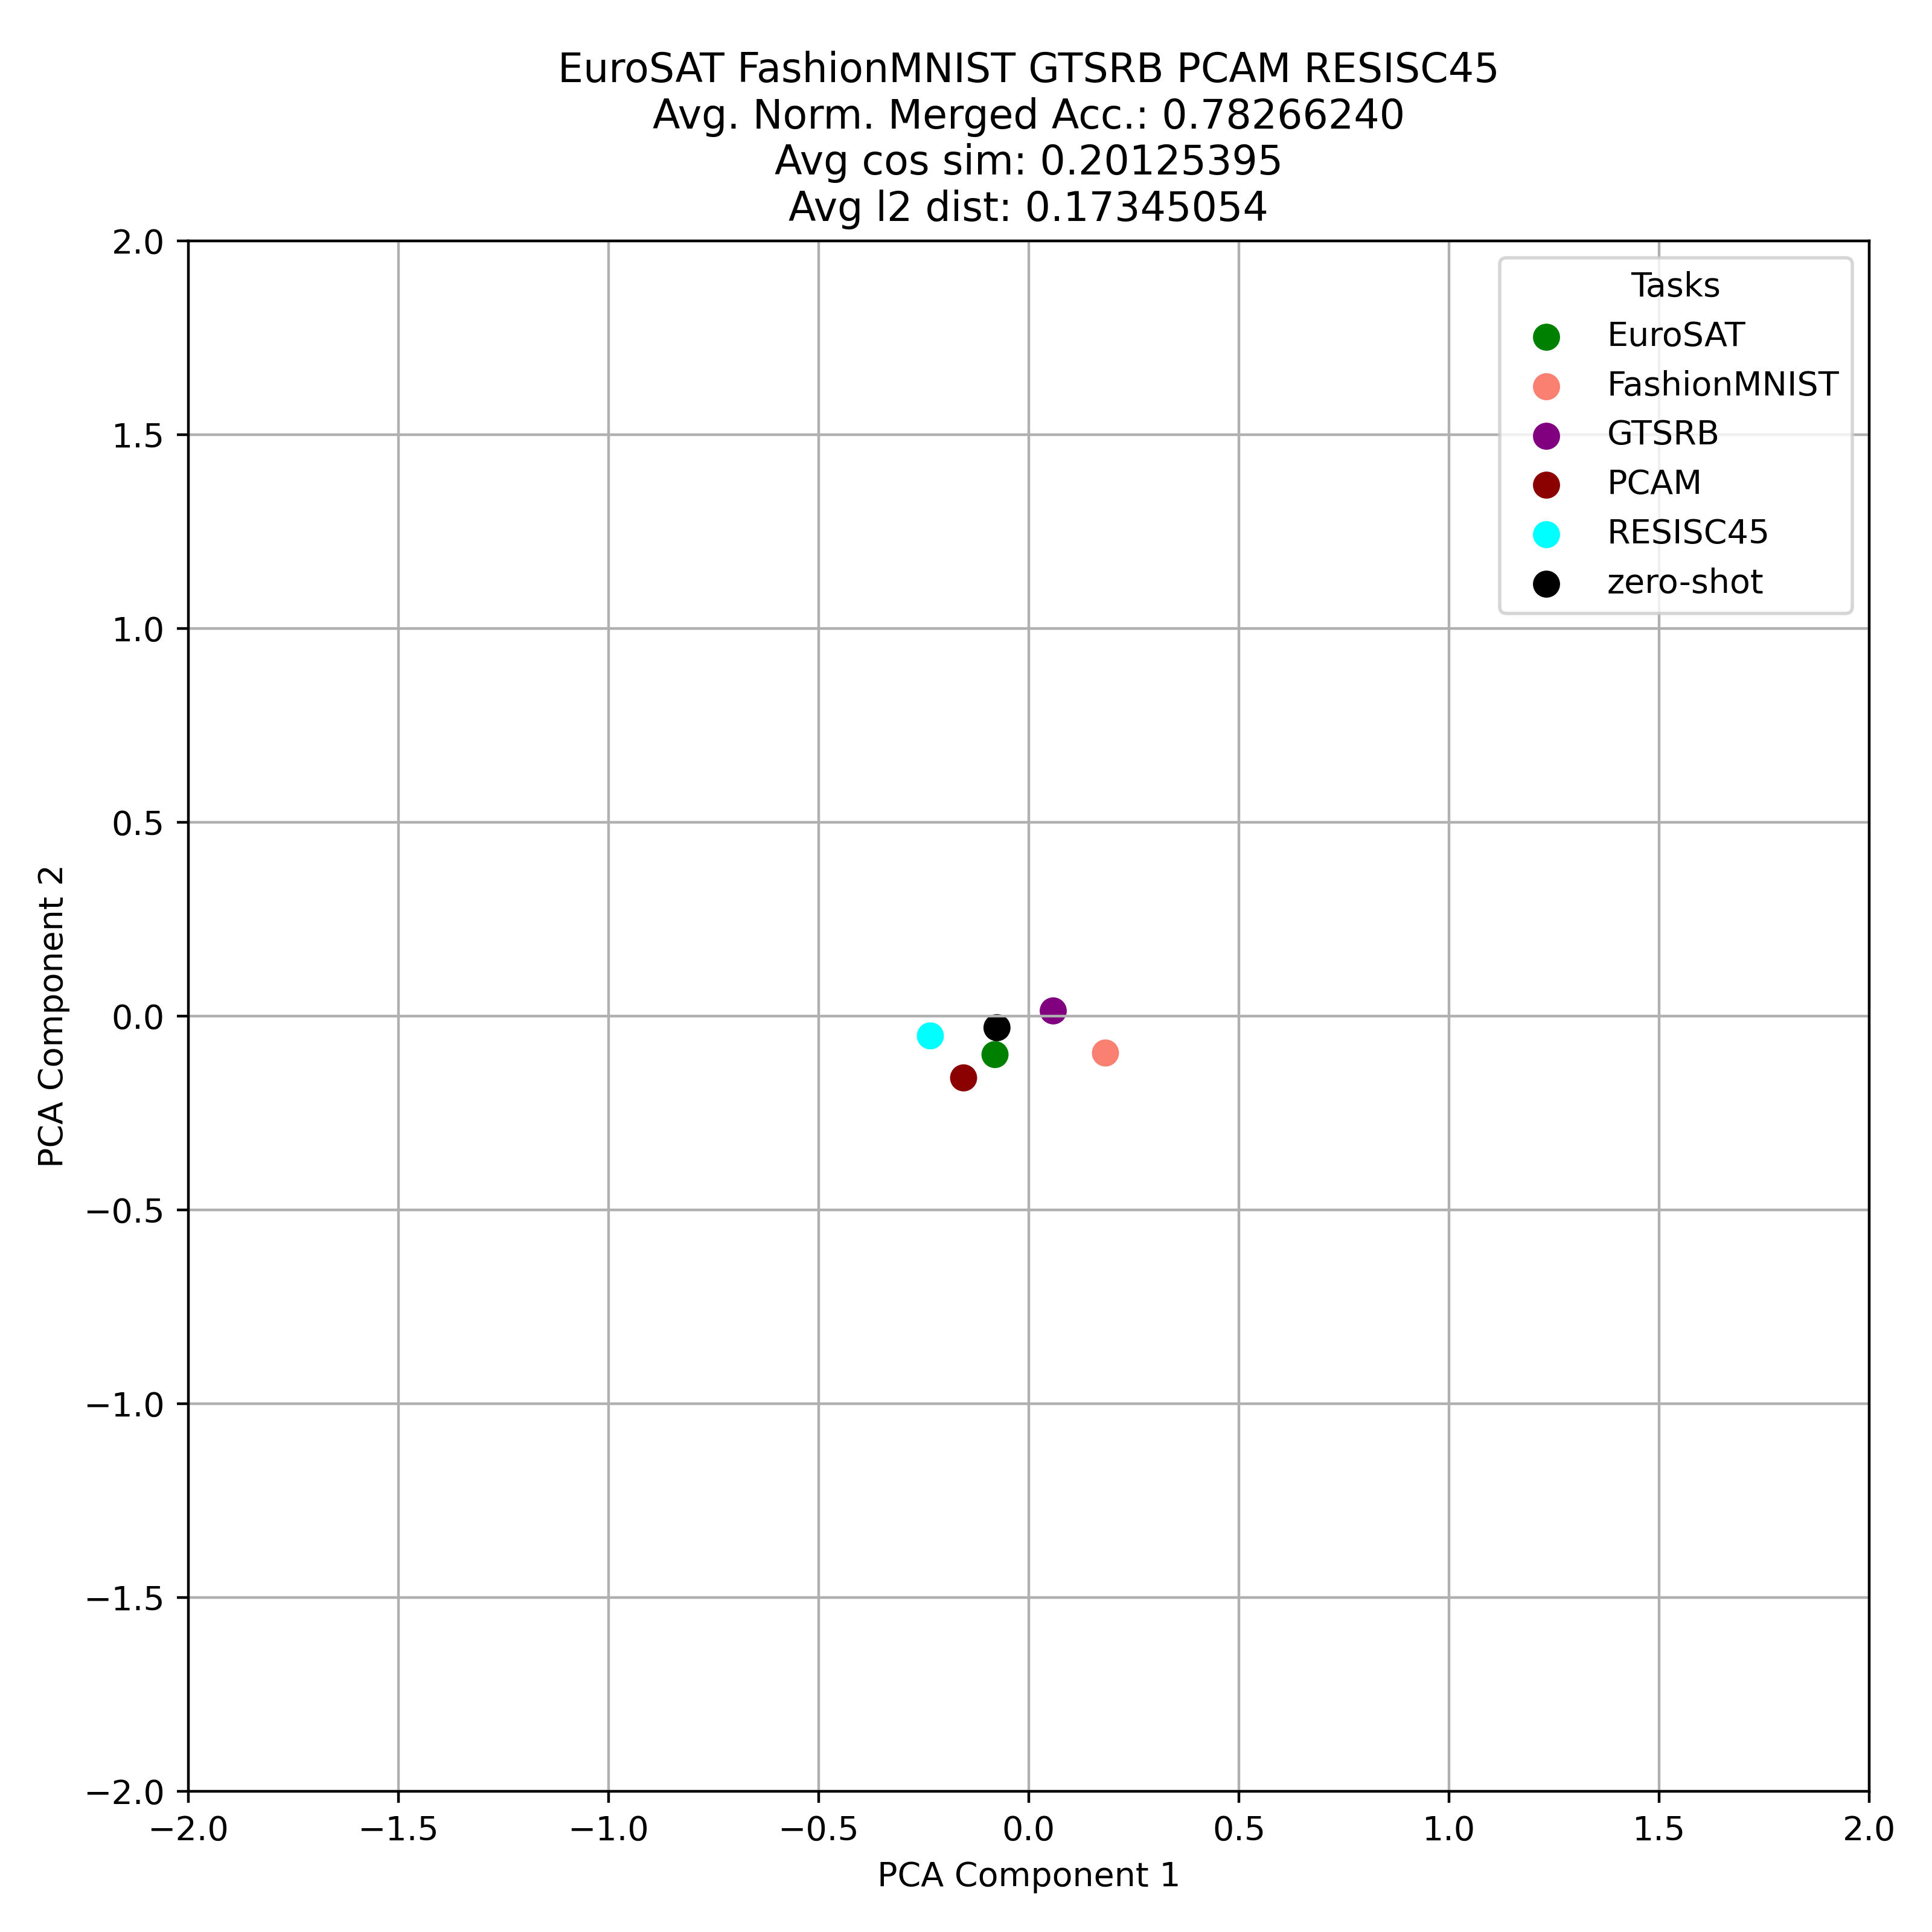 EuroSAT FashionMNIST GTSRB PCAM RESISC45
Avg. Norm. Merged Acc.: 0.78266240
Avg cos sim: 0.20125395
Avg l2 dist: 0.17345054
Tasks
EuroSAT
FashionMNIST
GTSRB
PCAM
RESISC45
zero-shot
2.0
1.5
1.0
0.5
0.0
−0.5
−1.0
−1.5
−2.0
PCA Component 2
−2.0 −1.5 −1.0 −0.5 0.0 0.5 1.0 1.5 2.0
PCA Component 1